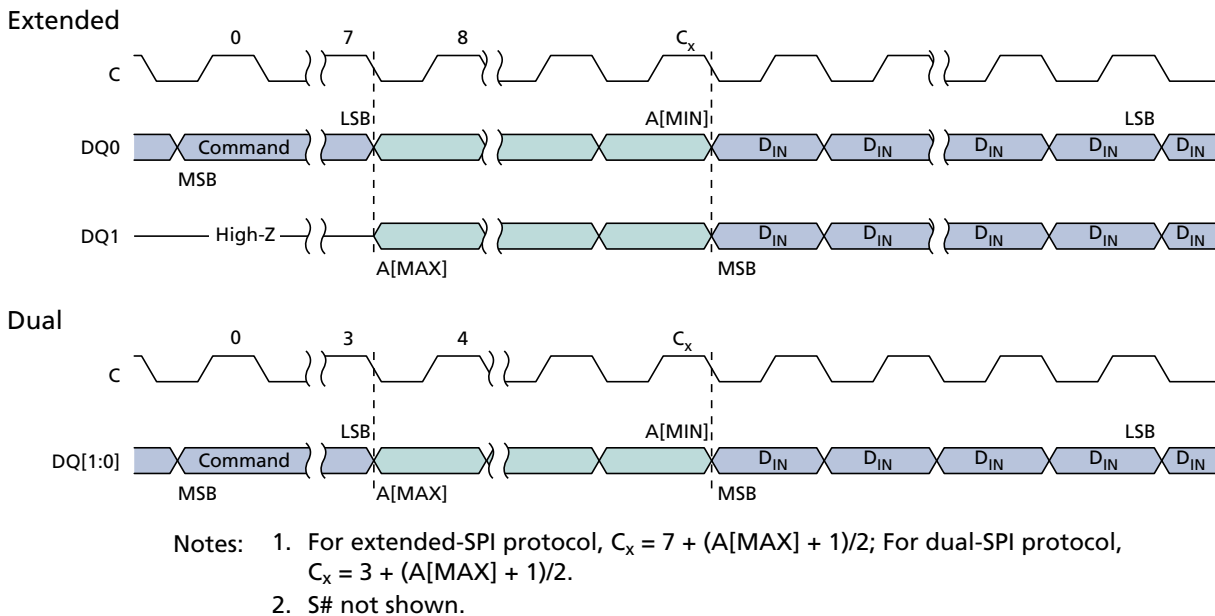 Extended
0 7 8 Cx
C
LSB A[MIN] LSB
DQ0 Command DIN DIN DIN DIN DIN
MSB
DQ1 High-Z DIN DIN DIN DIN DIN
A[MAX] MSB
Dual
0 3 4 Cx
C
LSB A[MIN] LSB
DQ[1:0] Command DIN DIN DIN DIN DIN
MSB A[MAX] MSB
Notes: 1. For extended-SPI protocol, Cx = 7 + (A[MAX] + 1)/2; For dual-SPI protocol,
Cx = 3 + (A[MAX] + 1)/2.
2. S# not shown.